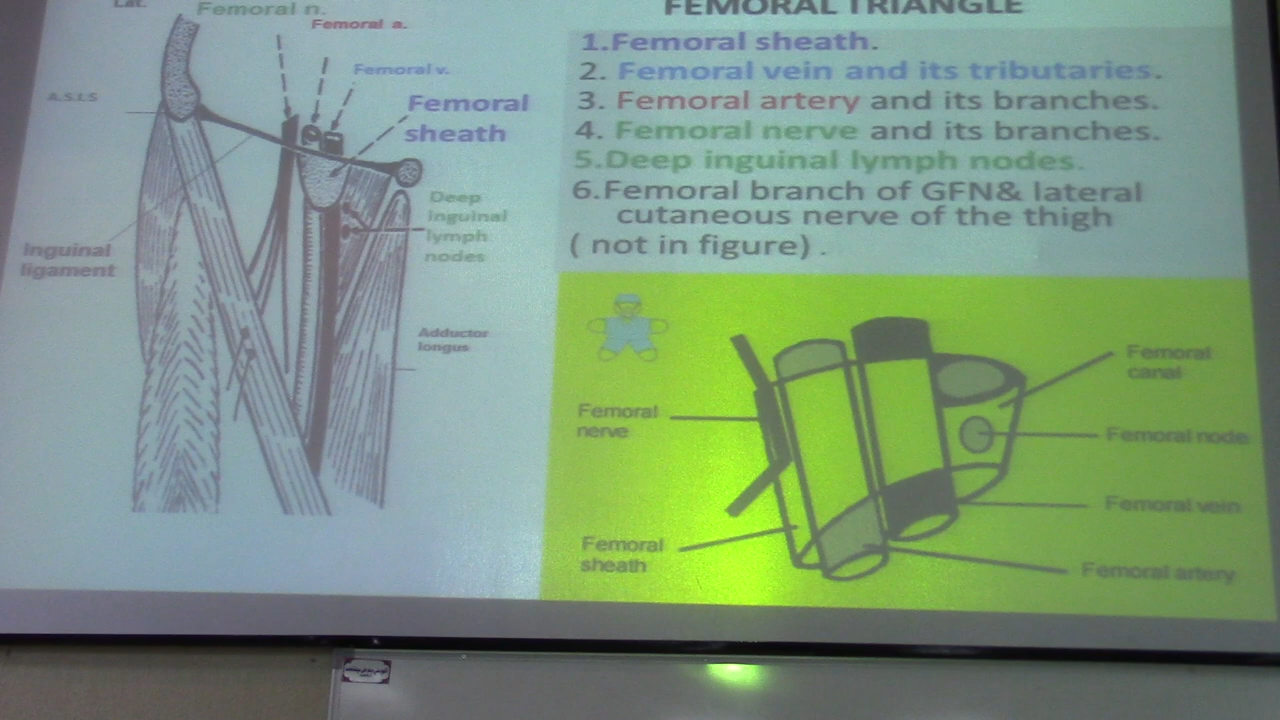 Lat.
Femoral n.
Femoral a.
Femoral v.
A.S.I.S
Femoral
sheath
Deep
inguinal
lymph
nodes
Inguinal
ligament
Adductor
longus
FEMORAL TRIANGLE
1.Femoral sheath.
2. Femoral vein and its tributaries.
3. Femoral artery and its branches.
4. Femoral nerve and its branches.
5.Deep inguinal lymph nodes.
6.Femoral branch of GFN& lateral
cutaneous nerve of the thigh
( not in figure) .
Femoral
canal
Femoral
nerve
Femoral node
Femoral vein
Femoral
sheath
Femoral artery